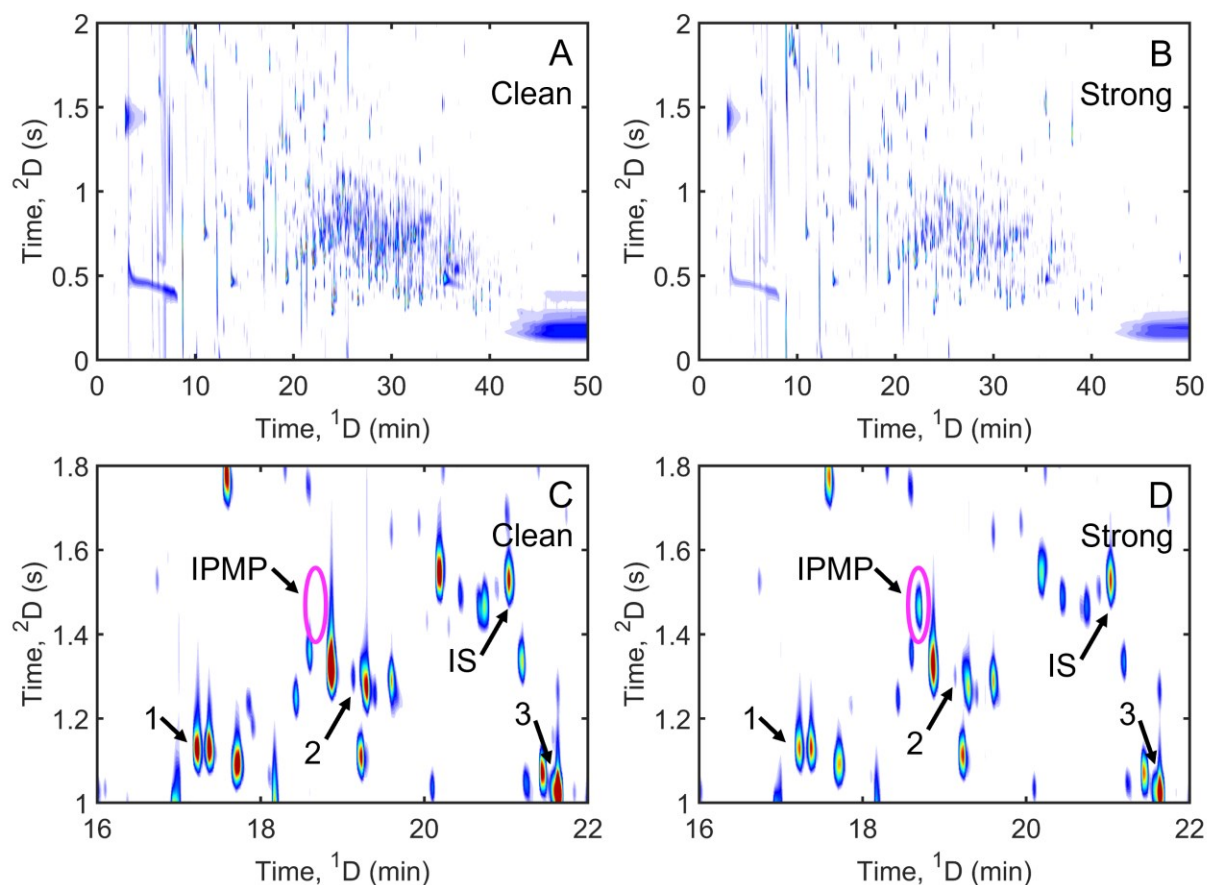 2
1.5
1
0.5
0
Time, ²D (s)
A
Clean
0 10 20 30 40 50
Time, ¹D (min)
2
1.5
1
0.5
0
Time, ²D (s)
B
Strong
0 10 20 30 40 50
Time, ¹D (min)
1.8
1.6
1.4
1.2
1
Time, ²D (s)
C
Clean
IPMP
IS
1
2
3
16 18 20 22
Time, ¹D (min)
1.8
1.6
1.4
1.2
1
Time, ²D (s)
D
Strong
IPMP
IS
1
2
3
16 18 20 22
Time, ¹D (min)